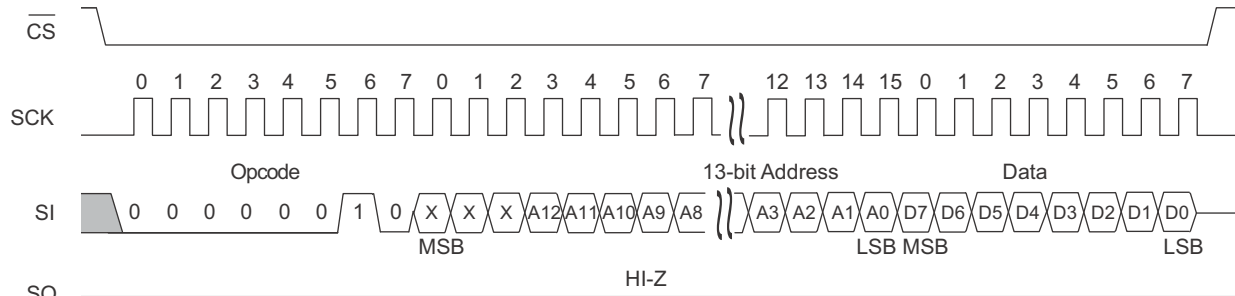 CS
0 1 2 3 4 5 6 7 0 1 2 3 4 5 6 7 12 13 14 15 0 1 2 3 4 5 6 7
SCK
Opcode 13-bit Address Data
SI 0 0 0 0 0 0 1 0 X X X A12 A11 A10 A9 A8 A3 A2 A1 A0 D7 D6 D5 D4 D3 D2 D1 D0
MSB LSB MSB LSB
HI-Z
SO